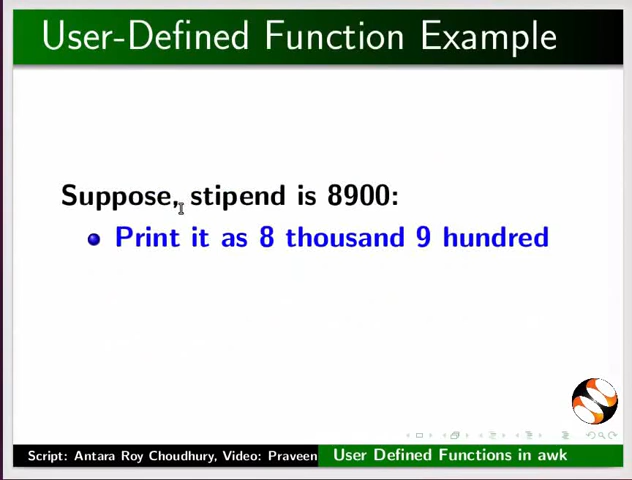 User-Defined Function Example
Suppose, stipend is 8900:
Print it as 8 thousand 9 hundred
Script: Antara Roy Choudhury, Video: Praveen
User Defined Functions in awk